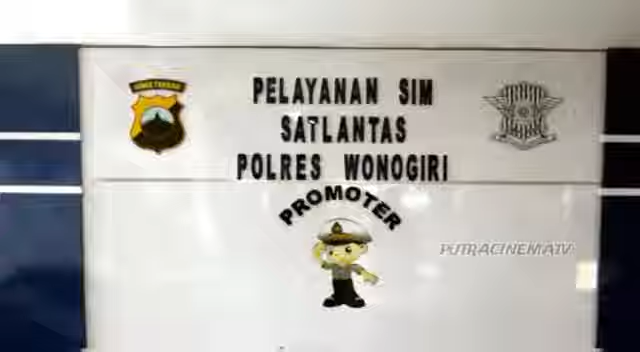 PELAYANAN SIM
SATLANTAS
POLRES WONOGIRI
PROMOTER
PUTRACINEMATV